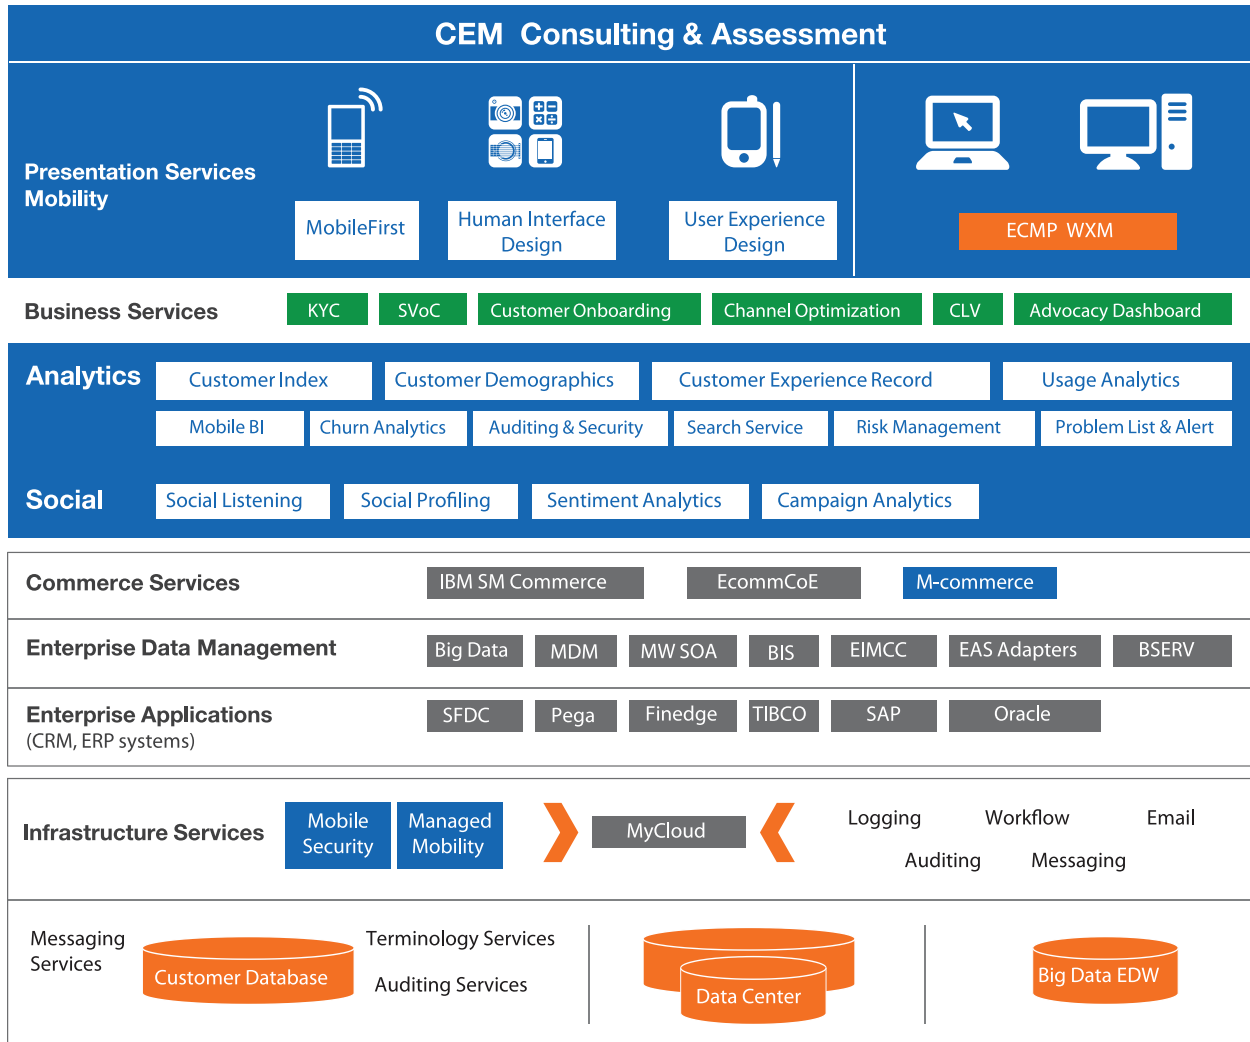 CEM Consulting & Assessment
Presentation Services
Mobility
MobileFirst
Human Interface
Design
User Experience
Design
ECMP WXM
Business Services
KYC
SVoC
Customer Onboarding
Channel Optimization
CLV
Advocacy Dashboard
Analytics
Customer Index
Customer Demographics
Customer Experience Record
Usage Analytics
Mobile BI
Churn Analytics
Auditing & Security
Search Service
Risk Management
Problem List & Alert
Social
Social Listening
Social Profiling
Sentiment Analytics
Campaign Analytics
Commerce Services
IBM SM Commerce
EcommCoE
M-commerce
Enterprise Data Management
Big Data
MDM
MW SOA
BIS
EIMCC
EAS Adapters
BSERV
Enterprise Applications
(CRM, ERP systems)
SFDC
Pega
Finedge
TIBCO
SAP
Oracle
Infrastructure Services
Mobile
Security
Managed
Mobility
MyCloud
Logging
Workflow
Email
Auditing
Messaging
Messaging
Services
Customer Database
Terminology Services
Auditing Services
Data Center
Big Data EDW